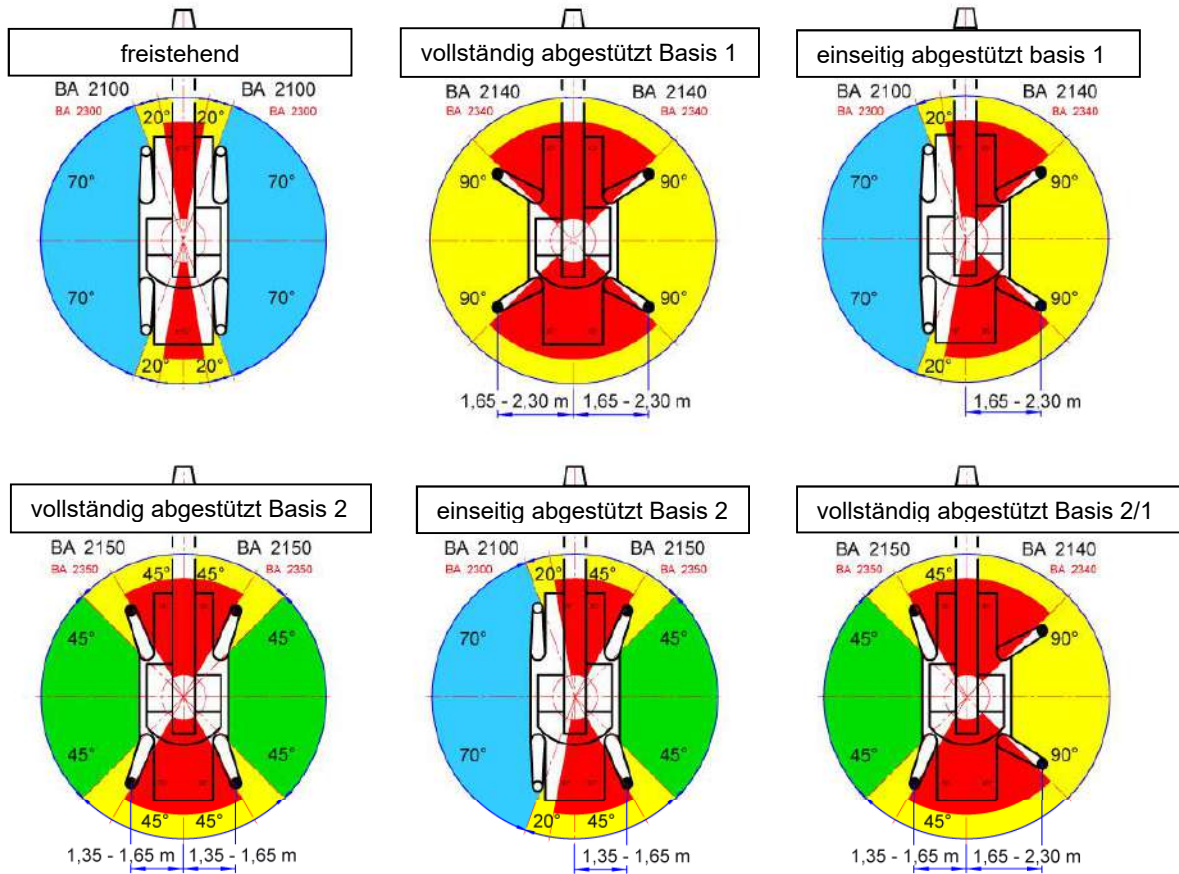 freistehend
vollständig abgestützt Basis 1
einseitig abgestützt basis 1
BA 2100 BA 2100
BA 2300 BA 2300
20° 20°
70° 70°
70° 70°
20° 20°
BA 2140 BA 2140
BA 2340 BA 2340
90° 90°
90° 90°
1,65 - 2,30 m 1,65 - 2,30 m
BA 2100 BA 2140
BA 2300 BA 2340
20°
70° 90°
70° 90°
20°
1,65 - 2,30 m
vollständig abgestützt Basis 2
einseitig abgestützt Basis 2
vollständig abgestützt Basis 2/1
BA 2150 BA 2150
BA 2350 BA 2350
45° 45°
45° 45°
45° 45°
45° 45°
1,35 - 1,65 m 1,35 - 1,65 m
BA 2100 BA 2150
BA 2300 BA 2350
20° 45°
70° 45°
70° 45°
20° 45°
1,35 - 1,65 m
BA 2150 BA 2140
BA 2350 BA 2340
45°
45° 90°
45° 90°
45°
1,35 - 1,65 m 1,65 - 2,30 m